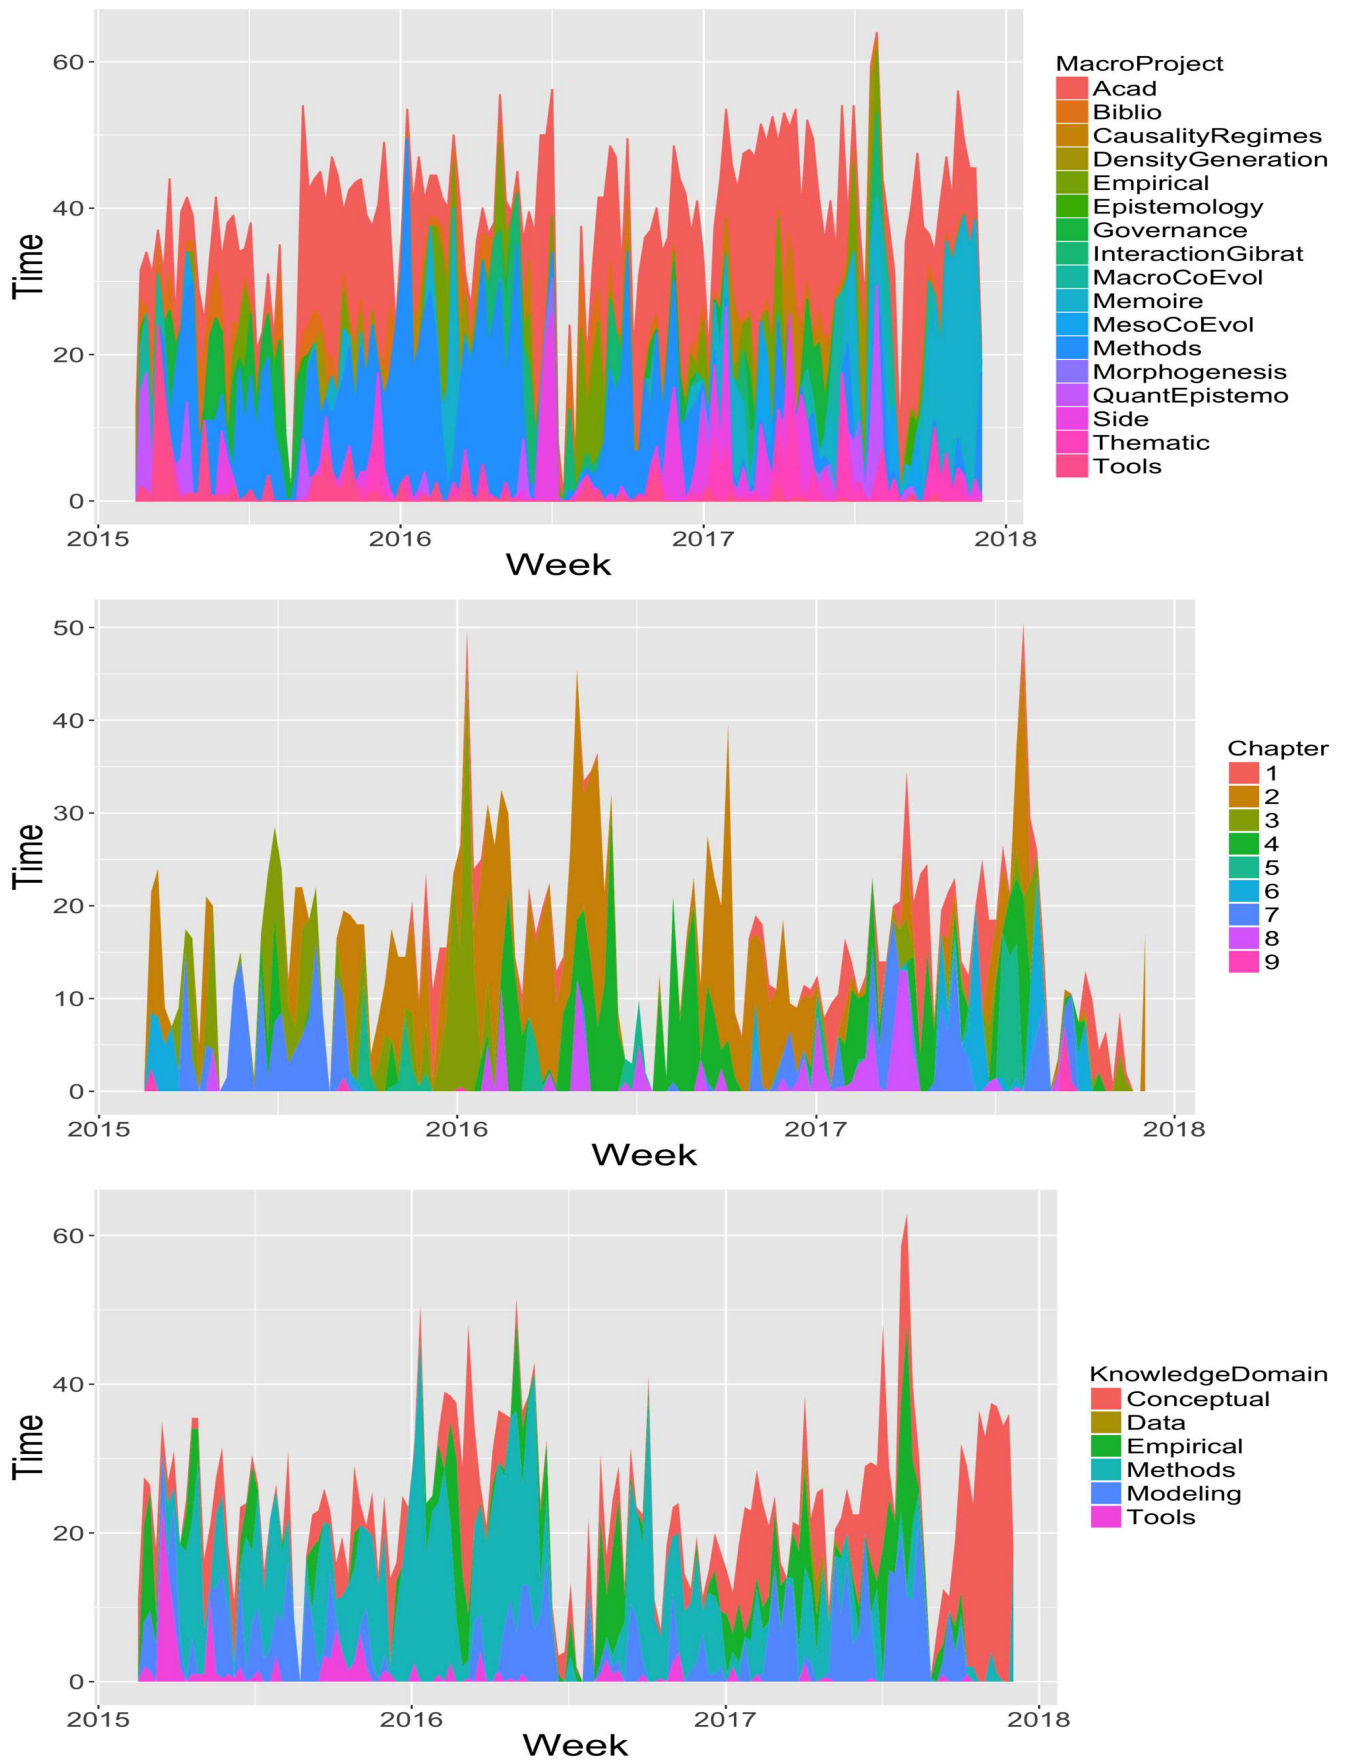 60
40
20
0
Time
2015
2016
2017
2018
Week
MacroProject
Acad
Biblio
CausalityRegimes
DensityGeneration
Empirical
Epistemology
Governance
InteractionGibrat
MacroCoEvol
Memoire
MesoCoEvol
Methods
Morphogenesis
QuantEpistemo
Side
Thematic
Tools
50
40
30
20
10
0
Time
2015
2016
2017
2018
Week
Chapter
1
2
3
4
5
6
7
8
9
60
40
20
0
Time
2015
2016
2017
2018
Week
KnowledgeDomain
Conceptual
Data
Empirical
Methods
Modeling
Tools